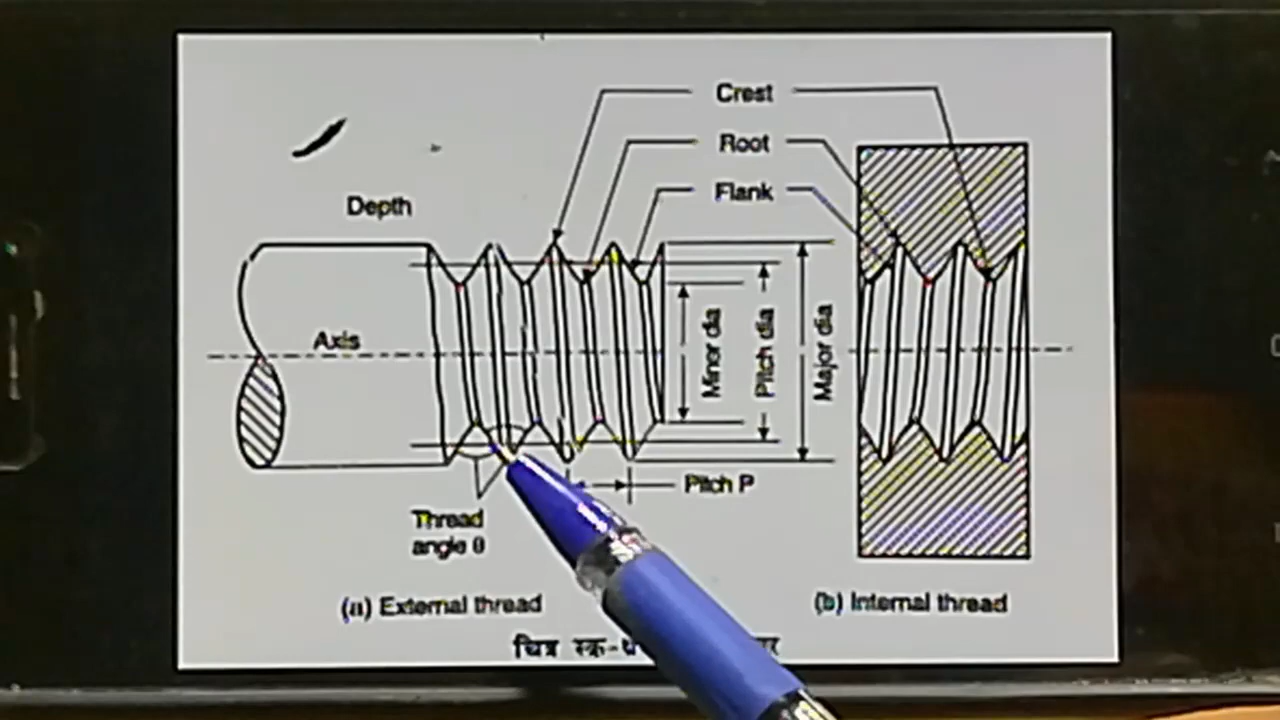 Crest
Root
Flank
Depth
Axis
Minor dia
Pitch dia
Major dia
Pitch P
Thread
angle θ
(a) External thread
(b) Internal thread
चित्र